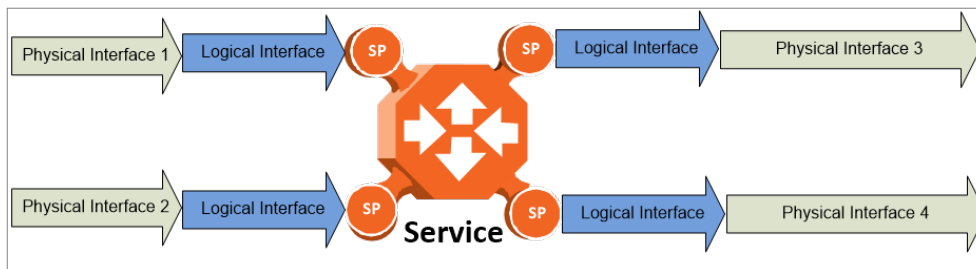 Physical Interface 1 Logical Interface SP SP Logical Interface Physical Interface 3
Physical Interface 2 Logical Interface SP SP Logical Interface Physical Interface 4
Service